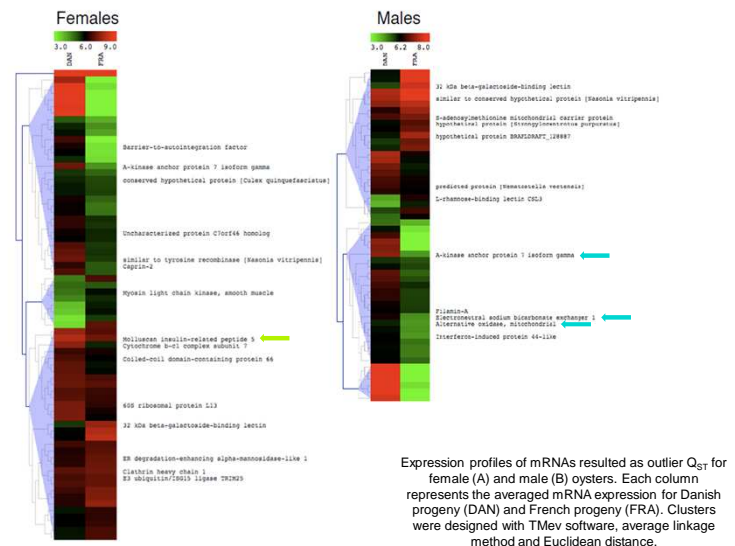 Females
3.0 6.0 9.0
DAN
FRA
Barrier-to-autointegration factor
A-kinase anchor protein 7 isoform gamma
conserved hypothetical protein [Culex quinquefasciatus]
Uncharacterized protein C7orf46 homolog
similar to tyrosine recombinase [Nasonia vitripennis]
Caprin-2
Myosin light chain kinase, smooth muscle
Molluscan insulin-related peptide 5
Cytochrome b-c1 complex subunit 7
Coiled-coil domain-containing protein 66
60S ribosomal protein L13
32 kDa beta-galactoside-binding lectin
ER degradation-enhancing alpha-mannosidase-like 1
Clathrin heavy chain 1
E3 ubiquitin/ISG15 ligase TRIM25
Males
3.0 6.2 8.0
DAN
FRA
32 kDa beta-galactoside-binding lectin
similar to conserved hypothetical protein [Nasonia vitripennis]
S-adenosylmethionine mitochondrial carrier protein
hypothetical protein [Strongylocentrotus purpuratus]
hypothetical protein BRAFLDRAFT_120887
predicted protein [Nematostella vectensis]
L-rhamnose-binding lectin CSL3
A-kinase anchor protein 7 isoform gamma
Filamin-A
Electroneutral sodium bicarbonate exchanger 1
Alternative oxidase, mitochondrial
Interferon-induced protein 44-like
Expression profiles of mRNAs resulted as outlier QST for
female (A) and male (B) oysters. Each column
represents the averaged mRNA expression for Danish
progeny (DAN) and French progeny (FRA). Clusters
were designed with TMev software, average linkage
method and Euclidean distance.